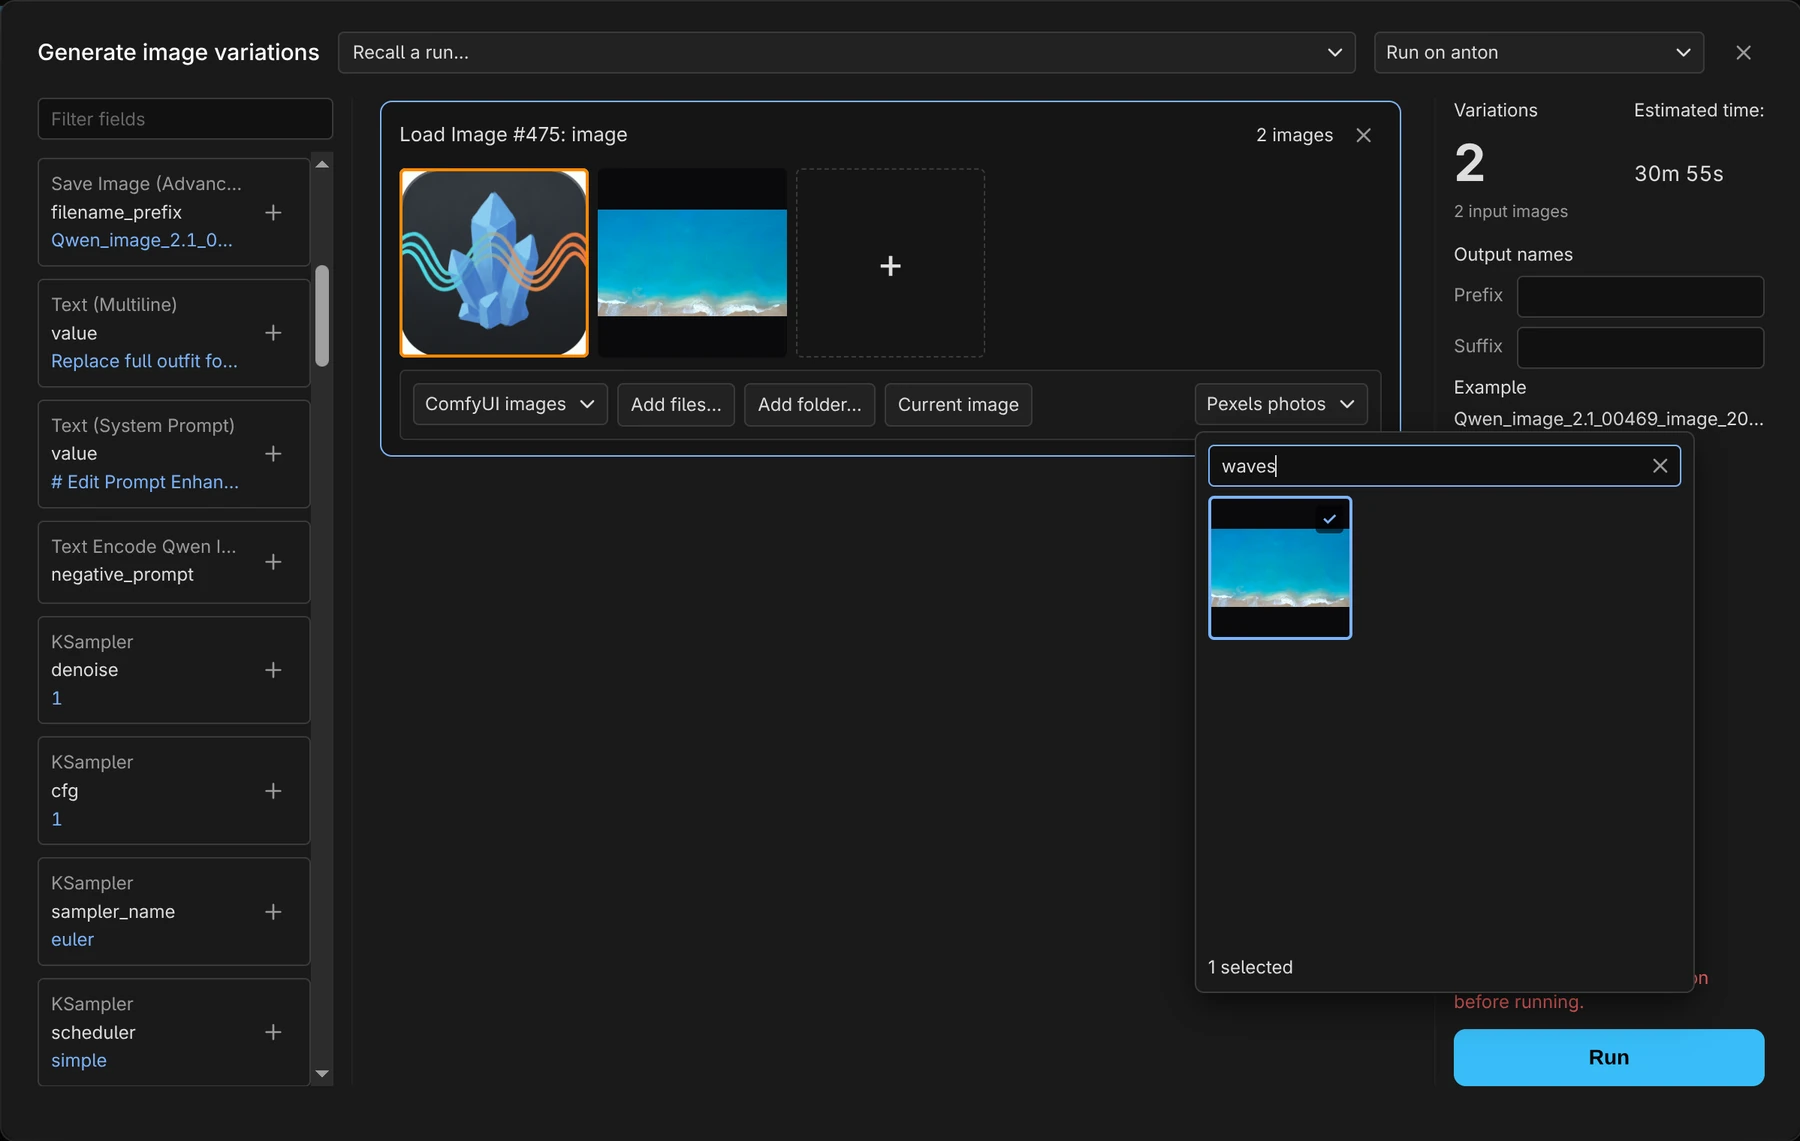 Generate image variations
Recall a run...
Run on anton
Filter fields
Save Image (Advanc...
filename_prefix
Qwen_image_2.1_0...
Text (Multiline)
value
Replace full outfit fo...
Text (System Prompt)
value
# Edit Prompt Enhan...
Text Encode Qwen I...
negative_prompt
KSampler
denoise
1
KSampler
cfg
1
KSampler
sampler_name
euler
KSampler
scheduler
simple
Load Image #475: image
2 images
ComfyUI images
Add files...
Add folder...
Current image
Pexels photos
waves
1 selected
Variations
2
2 input images
Estimated time:
30m 55s
Output names
Prefix
Suffix
Example
Qwen_image_2.1_00469_image_20...
before running.
Run